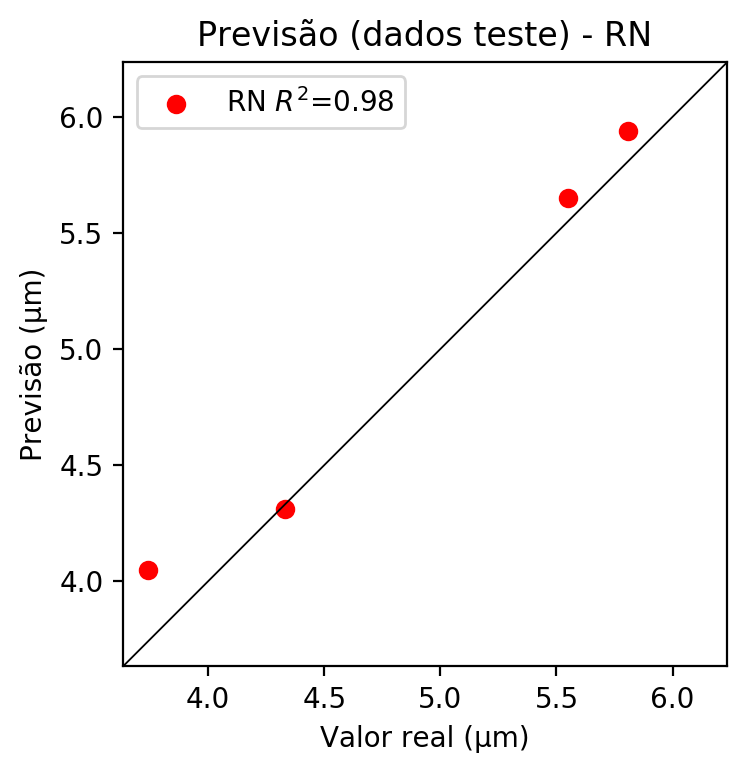 Previsão (dados teste) - RN
RN R²=0.98
6.0
5.5
5.0
4.5
4.0
Previsão (μm)
4.0 4.5 5.0 5.5 6.0
Valor real (μm)